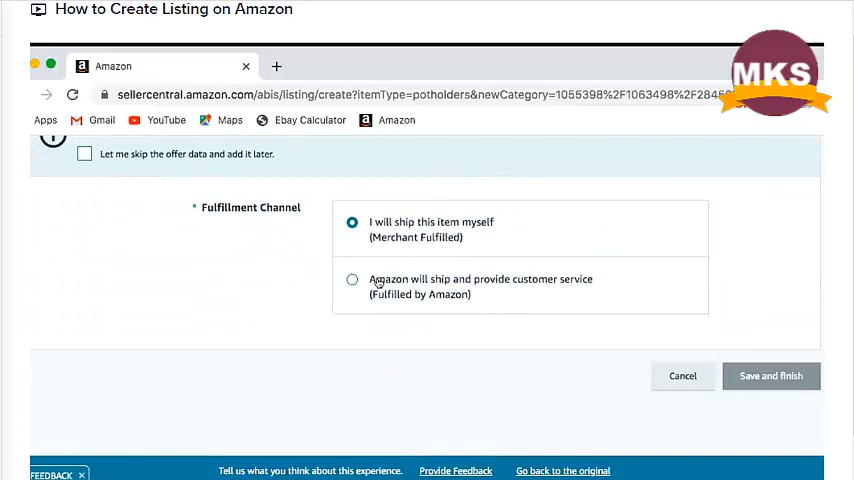 How to Create Listing on Amazon
Amazon
MKS
sellercentral.amazon.com/abis/listing/create?itemType=potholders&newCategory=1055398%2F1063498%2F2845
Apps Gmail YouTube Maps Ebay Calculator Amazon
Let me skip the offer data and add it later.
* Fulfillment Channel
I will ship this item myself
(Merchant Fulfilled)
Amazon will ship and provide customer service
(Fulfilled by Amazon)
Cancel Save and finish
FEEDBACK
Tell us what you think about this experience. Provide Feedback Go back to the original